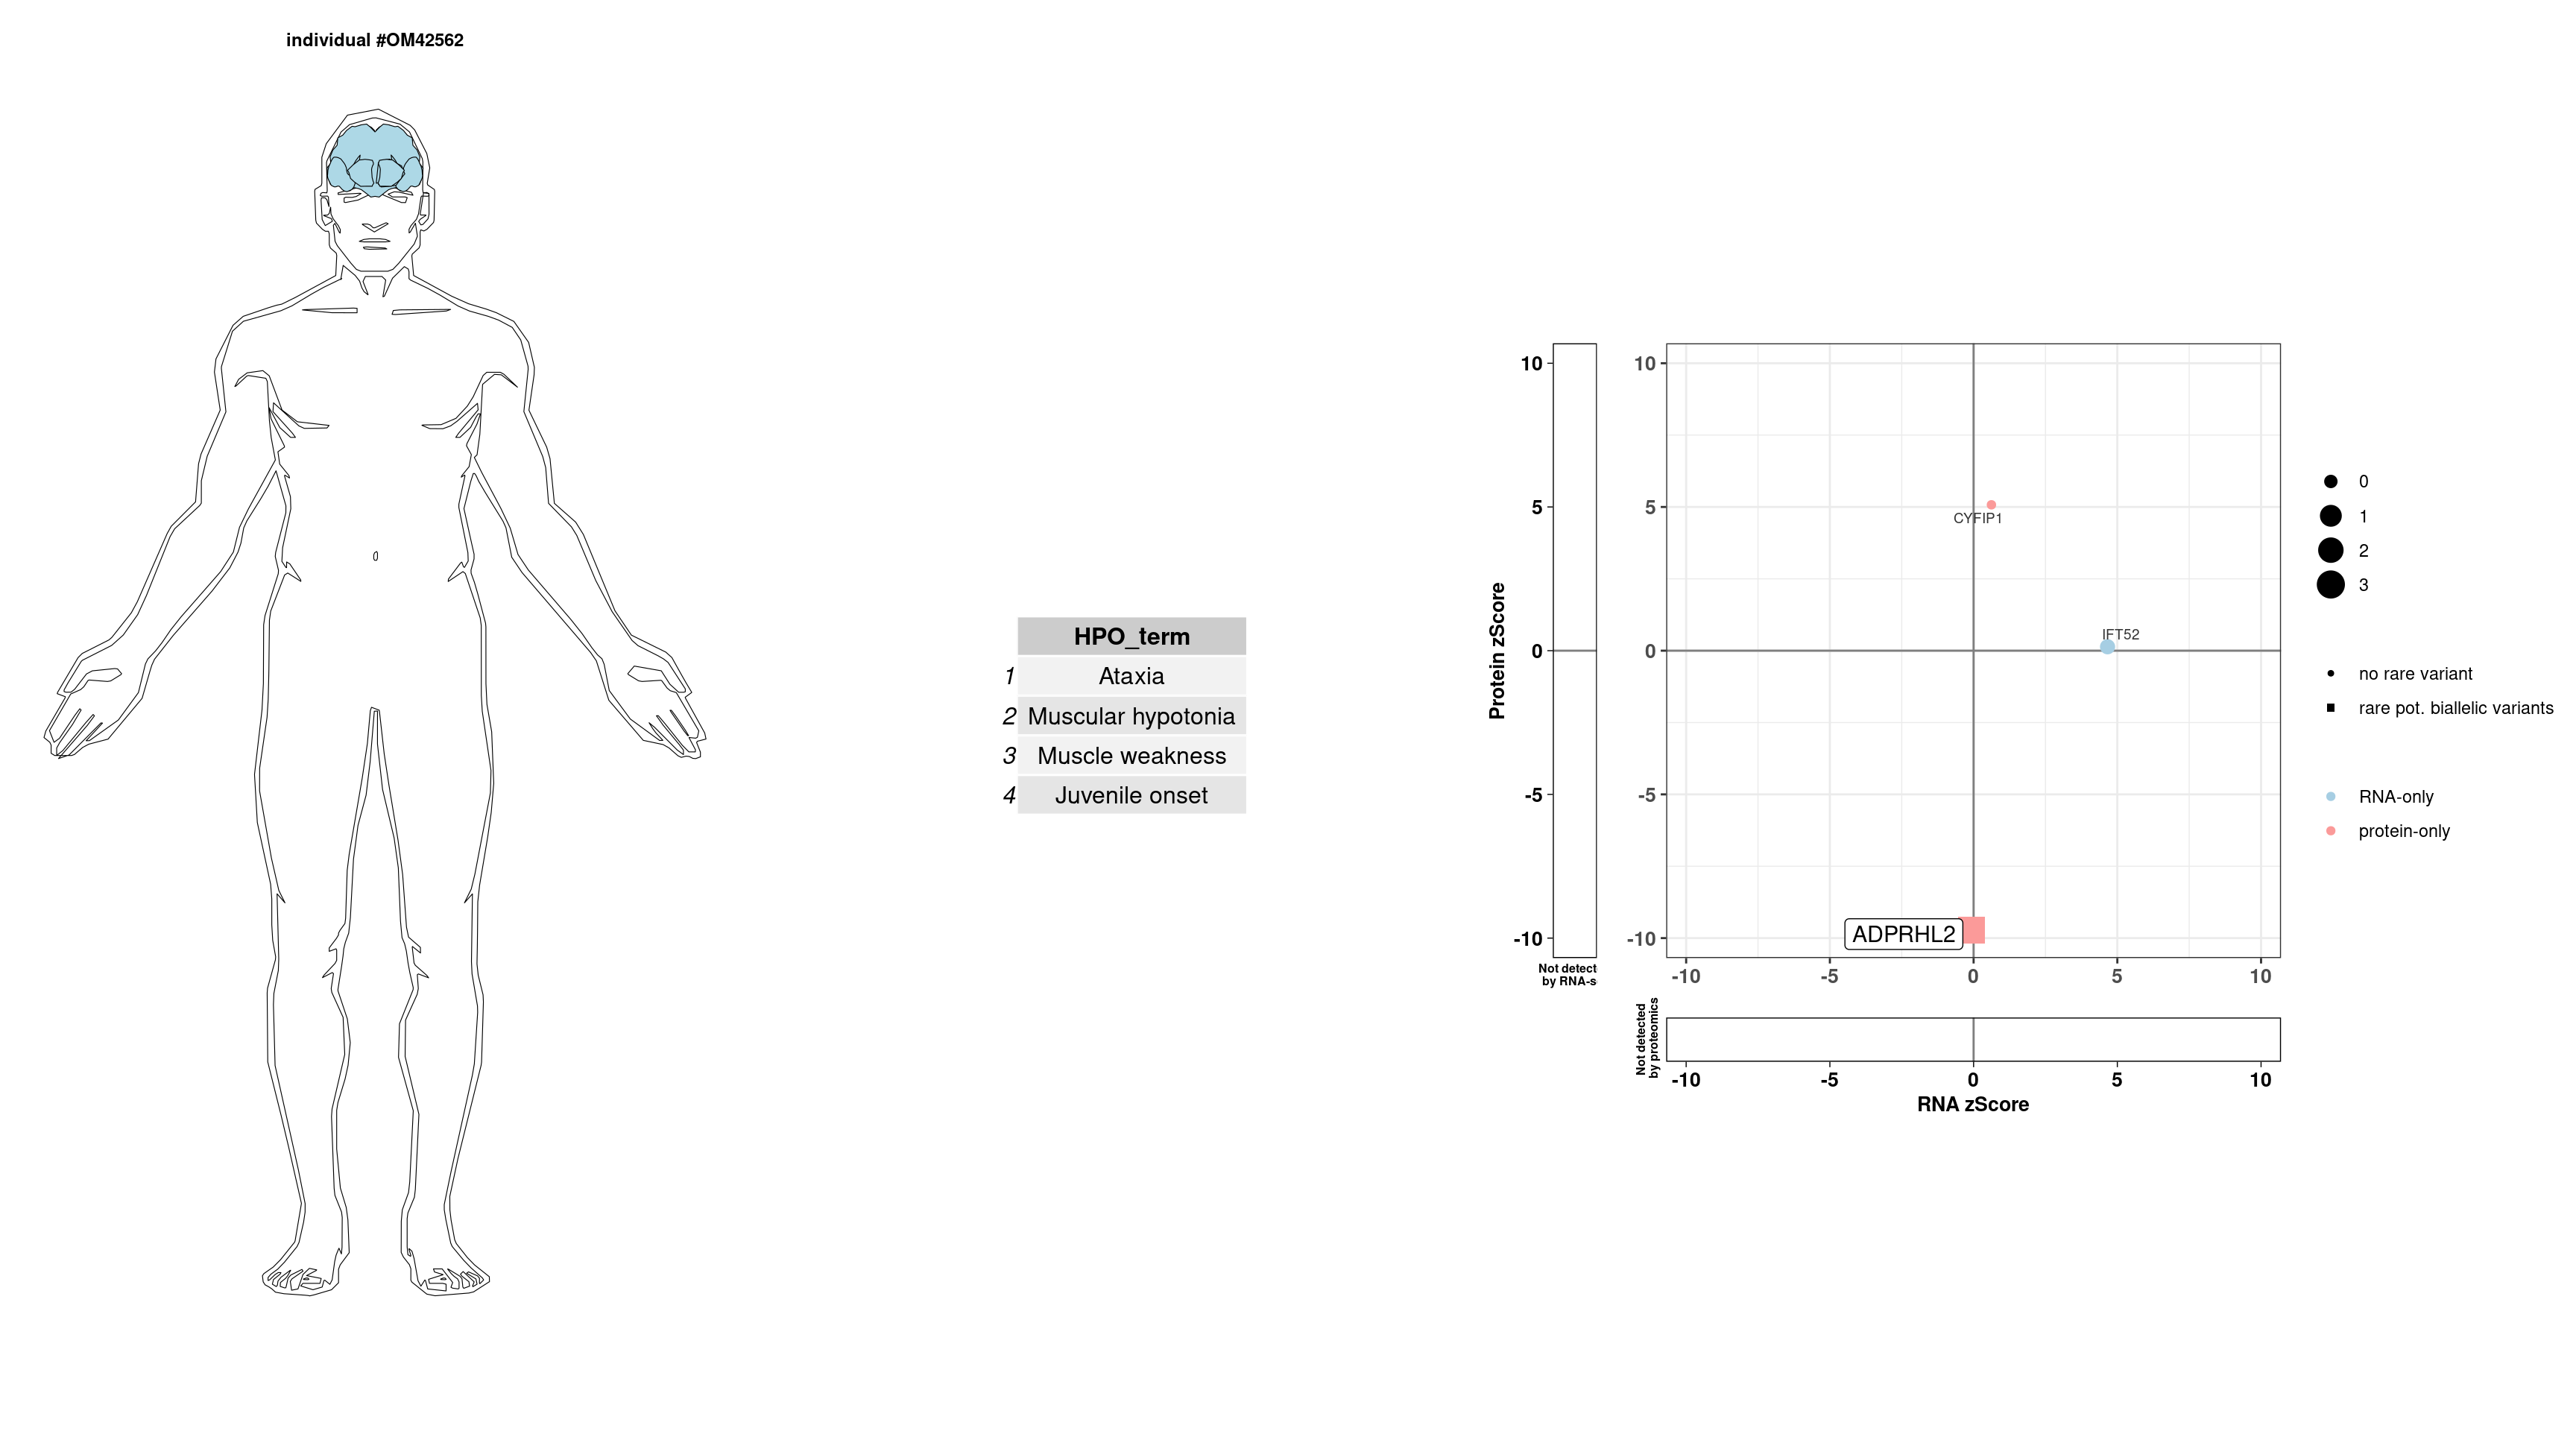 individual #OM42562
HPO_term
1 Ataxia
2 Muscular hypotonia
3 Muscle weakness
4 Juvenile onset
Protein zScore
10
5
0
-5
-10
Not detect
by RNA-s
10
5
0
-5
-10
CYFIP1
IFT52
ADPRHL2
-10 -5 0 5 10
Not detected
by proteomics
-10 -5 0 5 10
RNA zScore
0
1
2
3
no rare variant
rare pot. biallelic variants
RNA-only
protein-only